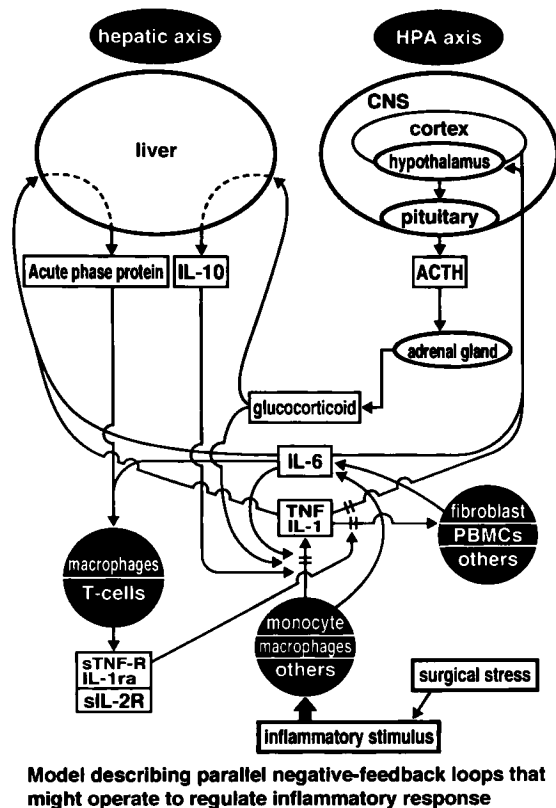 hepatic axis
HPA axis
CNS
cortex
hypothalamus
pituitary
liver
Acute phase protein
IL-10
ACTH
adrenal gland
glucocorticoid
IL-6
TNF
IL-1
fibroblast
PBMCs
others
macrophages
T-cells
monocyte
macrophages
others
sTNF-R
IL-1ra
sIL-2R
surgical stress
inflammatory stimulus
Model describing parallel negative-feedback loops that
might operate to regulate inflammatory response